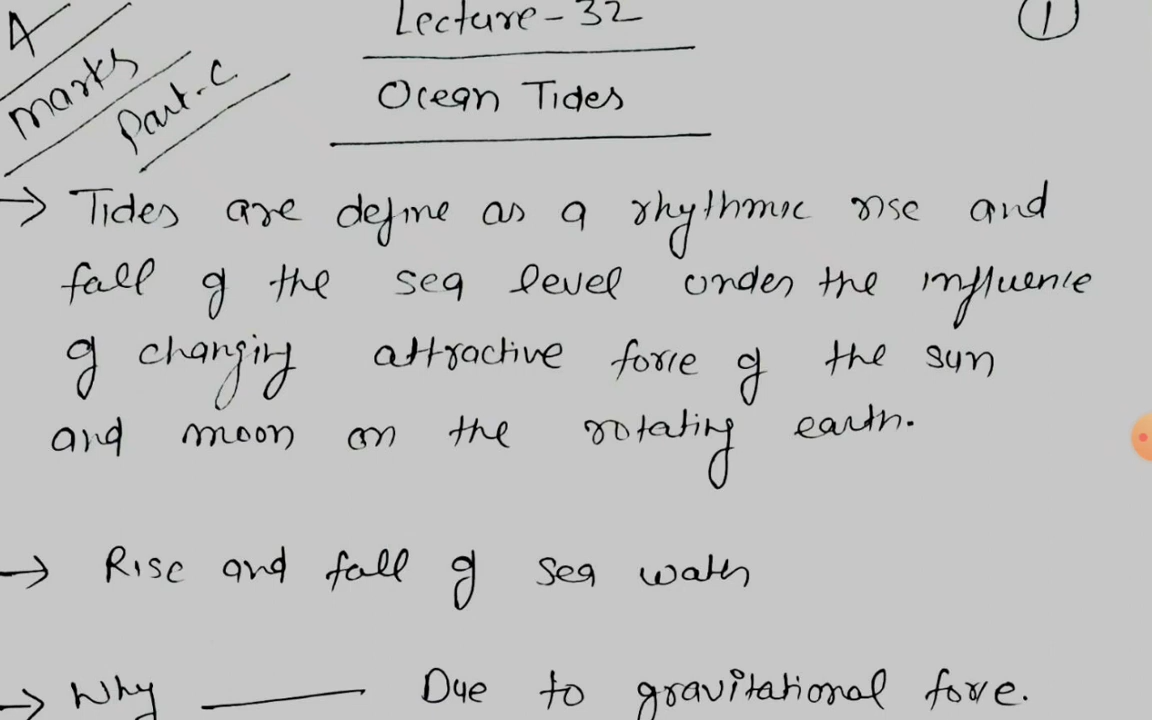 4
marks
Part-C
Lecture-32
1
Ocean Tides
→ Tides are define as a rhythmic rise and
fall of the sea level under the influence
of changing attractive force of the sun
and moon on the rotating earth.
→ Rise and fall of sea water
→ Why — Due to gravitational force.